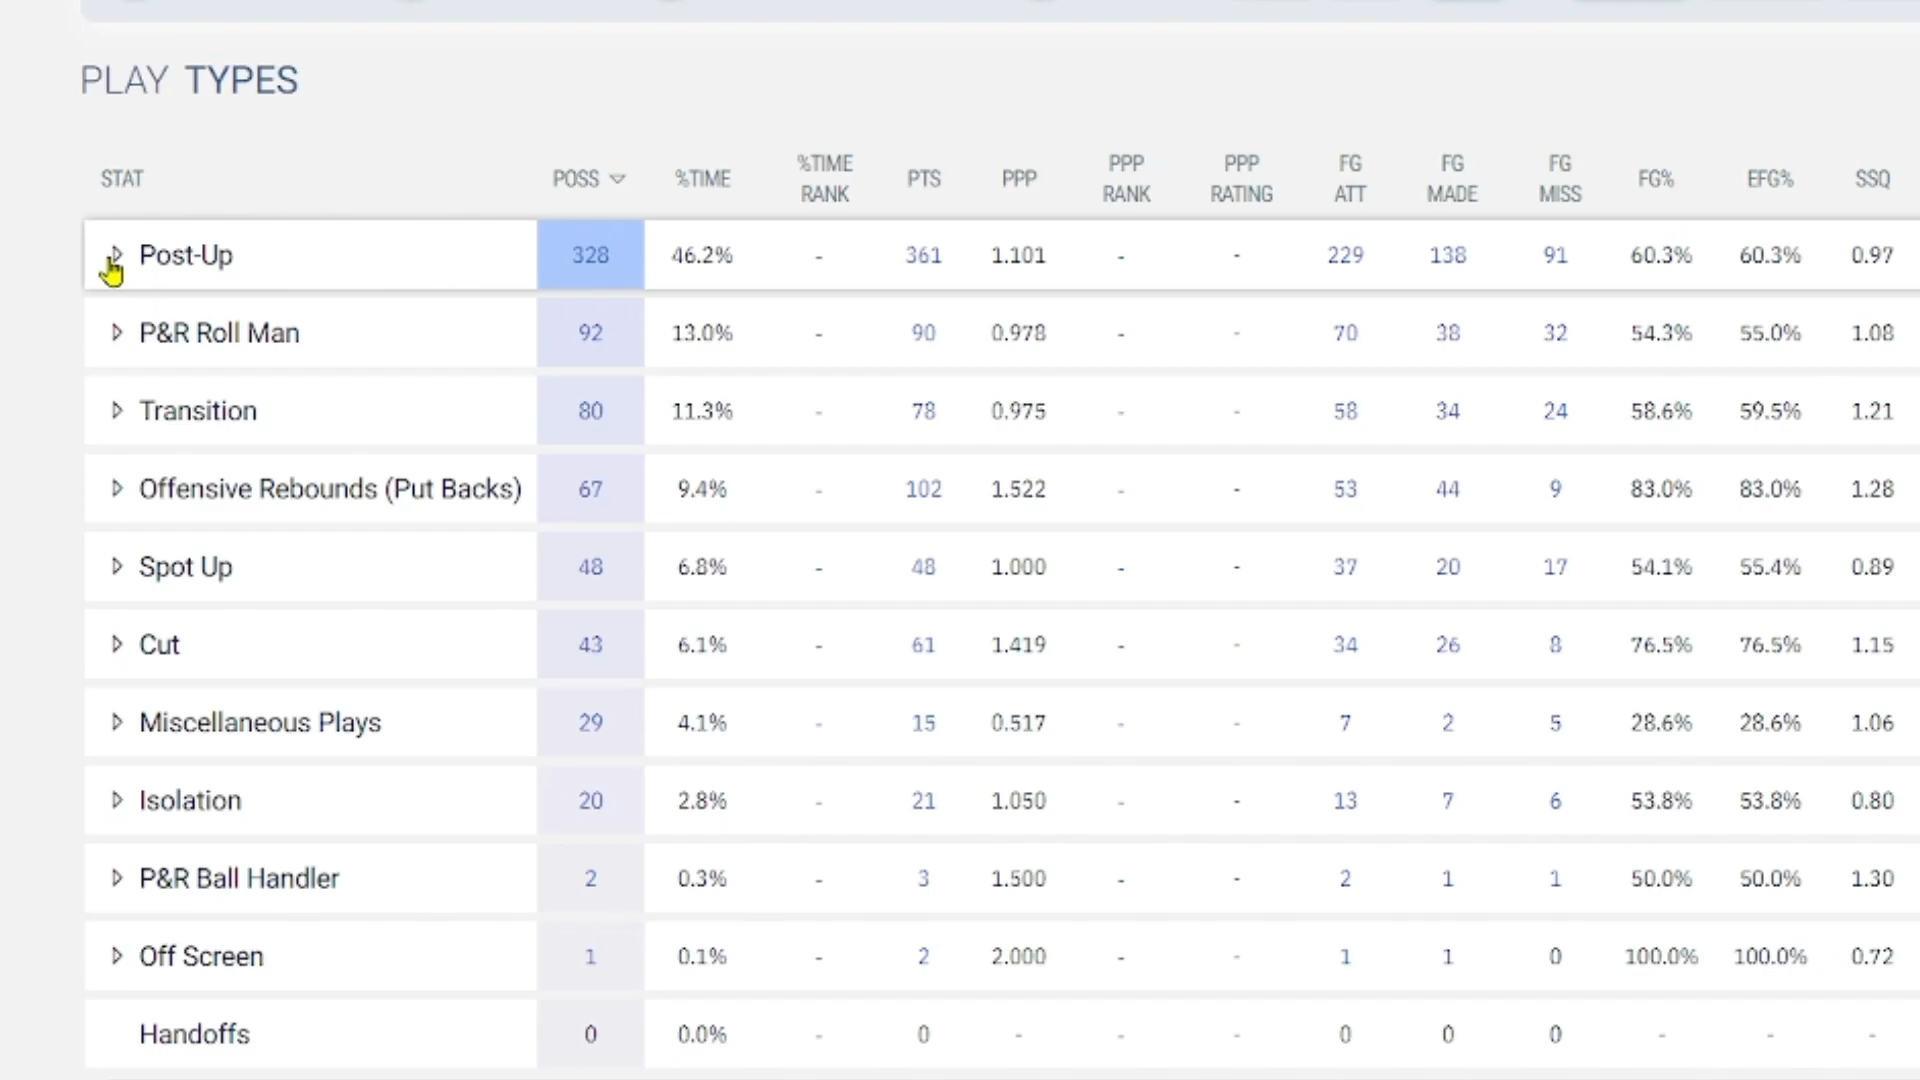 PLAY TYPES
STAT POSS %TIME %TIME RANK PTS PPP PPP RANK PPP RATING FG ATT FG MADE FG MISS FG% EFG% SSQ
Post-Up 328 46.2% - 361 1.101 - - 229 138 91 60.3% 60.3% 0.97
P&R Roll Man 92 13.0% - 90 0.978 - - 70 38 32 54.3% 55.0% 1.08
Transition 80 11.3% - 78 0.975 - - 58 34 24 58.6% 59.5% 1.21
Offensive Rebounds (Put Backs) 67 9.4% - 102 1.522 - - 53 44 9 83.0% 83.0% 1.28
Spot Up 48 6.8% - 48 1.000 - - 37 20 17 54.1% 55.4% 0.89
Cut 43 6.1% - 61 1.419 - - 34 26 8 76.5% 76.5% 1.15
Miscellaneous Plays 29 4.1% - 15 0.517 - - 7 2 5 28.6% 28.6% 1.06
Isolation 20 2.8% - 21 1.050 - - 13 7 6 53.8% 53.8% 0.80
P&R Ball Handler 2 0.3% - 3 1.500 - - 2 1 1 50.0% 50.0% 1.30
Off Screen 1 0.1% - 2 2.000 - - 1 1 0 100.0% 100.0% 0.72
Handoffs 0 0.0% - 0 - - - 0 0 0 - - -